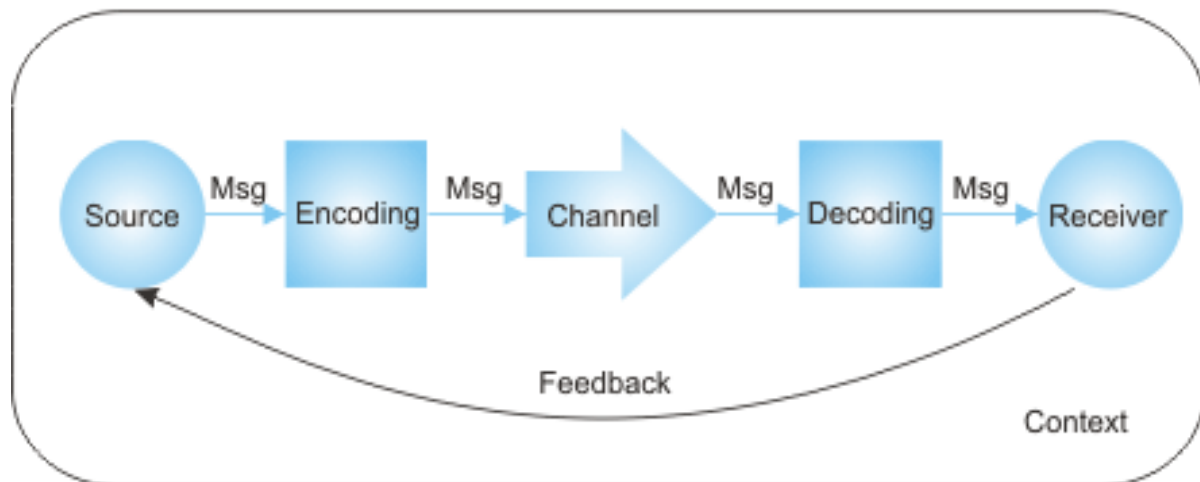 Msg
Msg
Msg
Msg
Source
Encoding
Channel
Decoding
Receiver
Feedback
Context